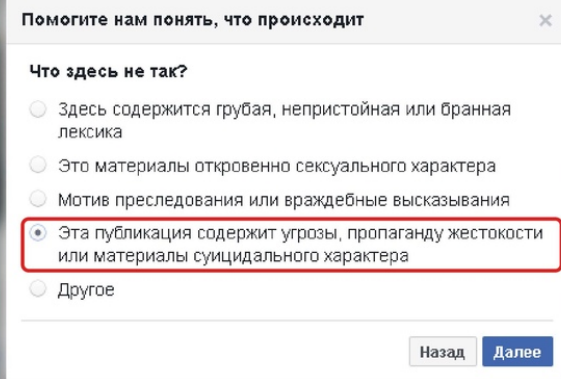 Помогите нам понять, что происходит
Что здесь не так?
Здесь содержится грубая, непристойная или бранная
лексика
Это материалы откровенно сексуального характера
Мотив преследования или враждебные высказывания
Эта публикация содержит угрозы, пропаганду жестокости
или материалы суицидального характера
Другое
Назад Далее